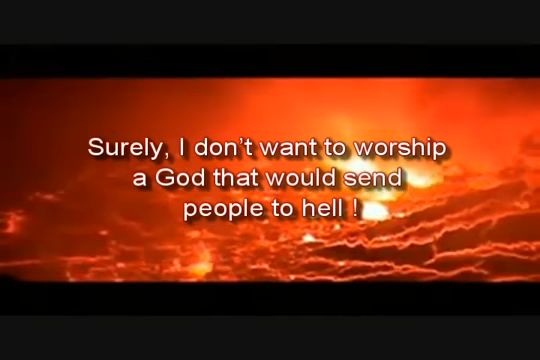 Surely, I don't want to worship
a God that would send
people to hell !